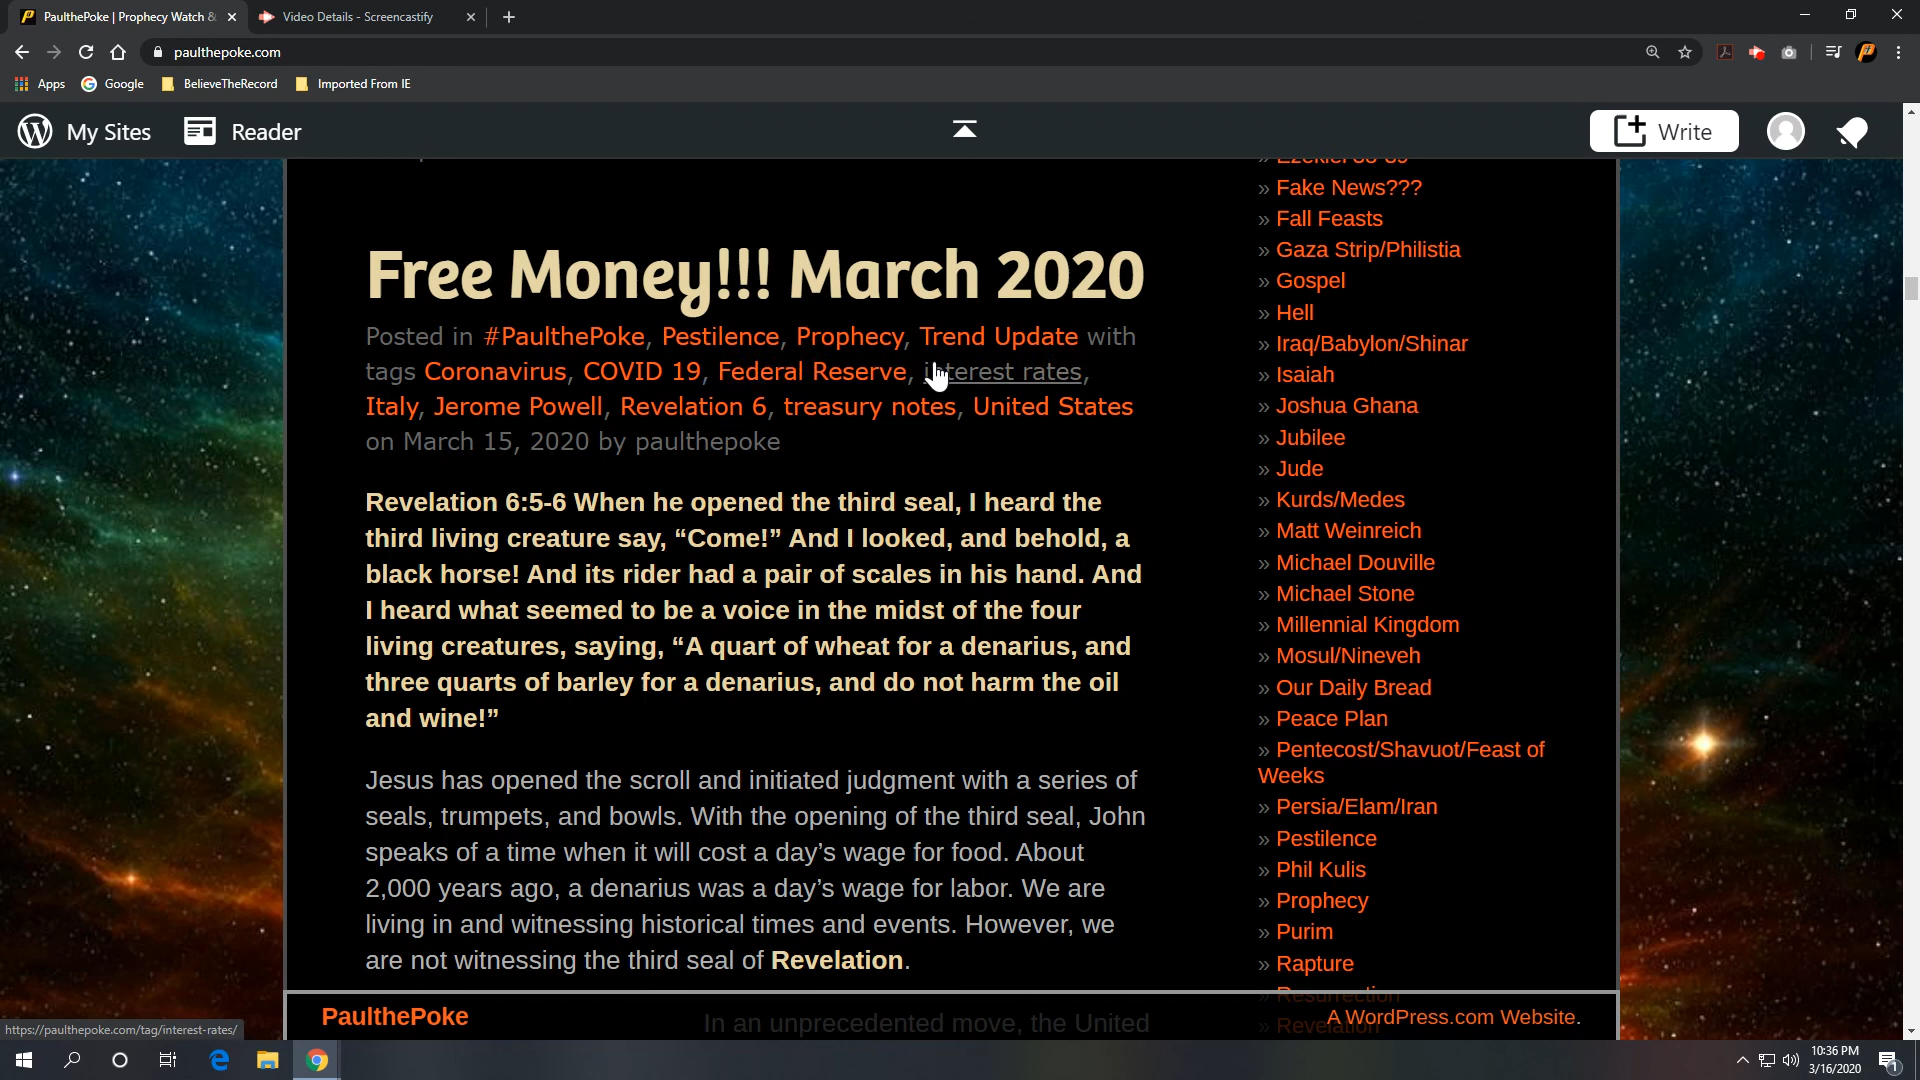 PaulthePoke | Prophecy Watch &
Video Details - Screencastify
paulthepoke.com
Apps
Google
BelieveTheRecord
Imported From IE
My Sites
Reader
Write
Free Money!!! March 2020
Posted in #PaulthePoke, Pestilence, Prophecy, Trend Update with
tags Coronavirus, COVID 19, Federal Reserve, interest rates,
Italy, Jerome Powell, Revelation 6, treasury notes, United States
on March 15, 2020 by paulthepoke
Revelation 6:5-6 When he opened the third seal, I heard the
third living creature say, “Come!” And I looked, and behold, a
black horse! And its rider had a pair of scales in his hand. And
I heard what seemed to be a voice in the midst of the four
living creatures, saying, “A quart of wheat for a denarius, and
three quarts of barley for a denarius, and do not harm the oil
and wine!”
Jesus has opened the scroll and initiated judgment with a series of
seals, trumpets, and bowls. With the opening of the third seal, John
speaks of a time when it will cost a day’s wage for food. About
2,000 years ago, a denarius was a day’s wage for labor. We are
living in and witnessing historical times and events. However, we
are not witnessing the third seal of Revelation.
In an unprecedented move, the United
» Ezekiel 38-39
» Fake News???
» Fall Feasts
» Gaza Strip/Philistia
» Gospel
» Hell
» Iraq/Babylon/Shinar
» Isaiah
» Joshua Ghana
» Jubilee
» Jude
» Kurds/Medes
» Matt Weinreich
» Michael Douville
» Michael Stone
» Millennial Kingdom
» Mosul/Nineveh
» Our Daily Bread
» Peace Plan
» Pentecost/Shavuot/Feast of
Weeks
» Persia/Elam/Iran
» Pestilence
» Phil Kulis
» Prophecy
» Purim
» Rapture
» Resurrection
» Revelation
PaulthePoke
A WordPress.com Website.
https://paulthepoke.com/tag/interest-rates/
10:36 PM
3/16/2020
1